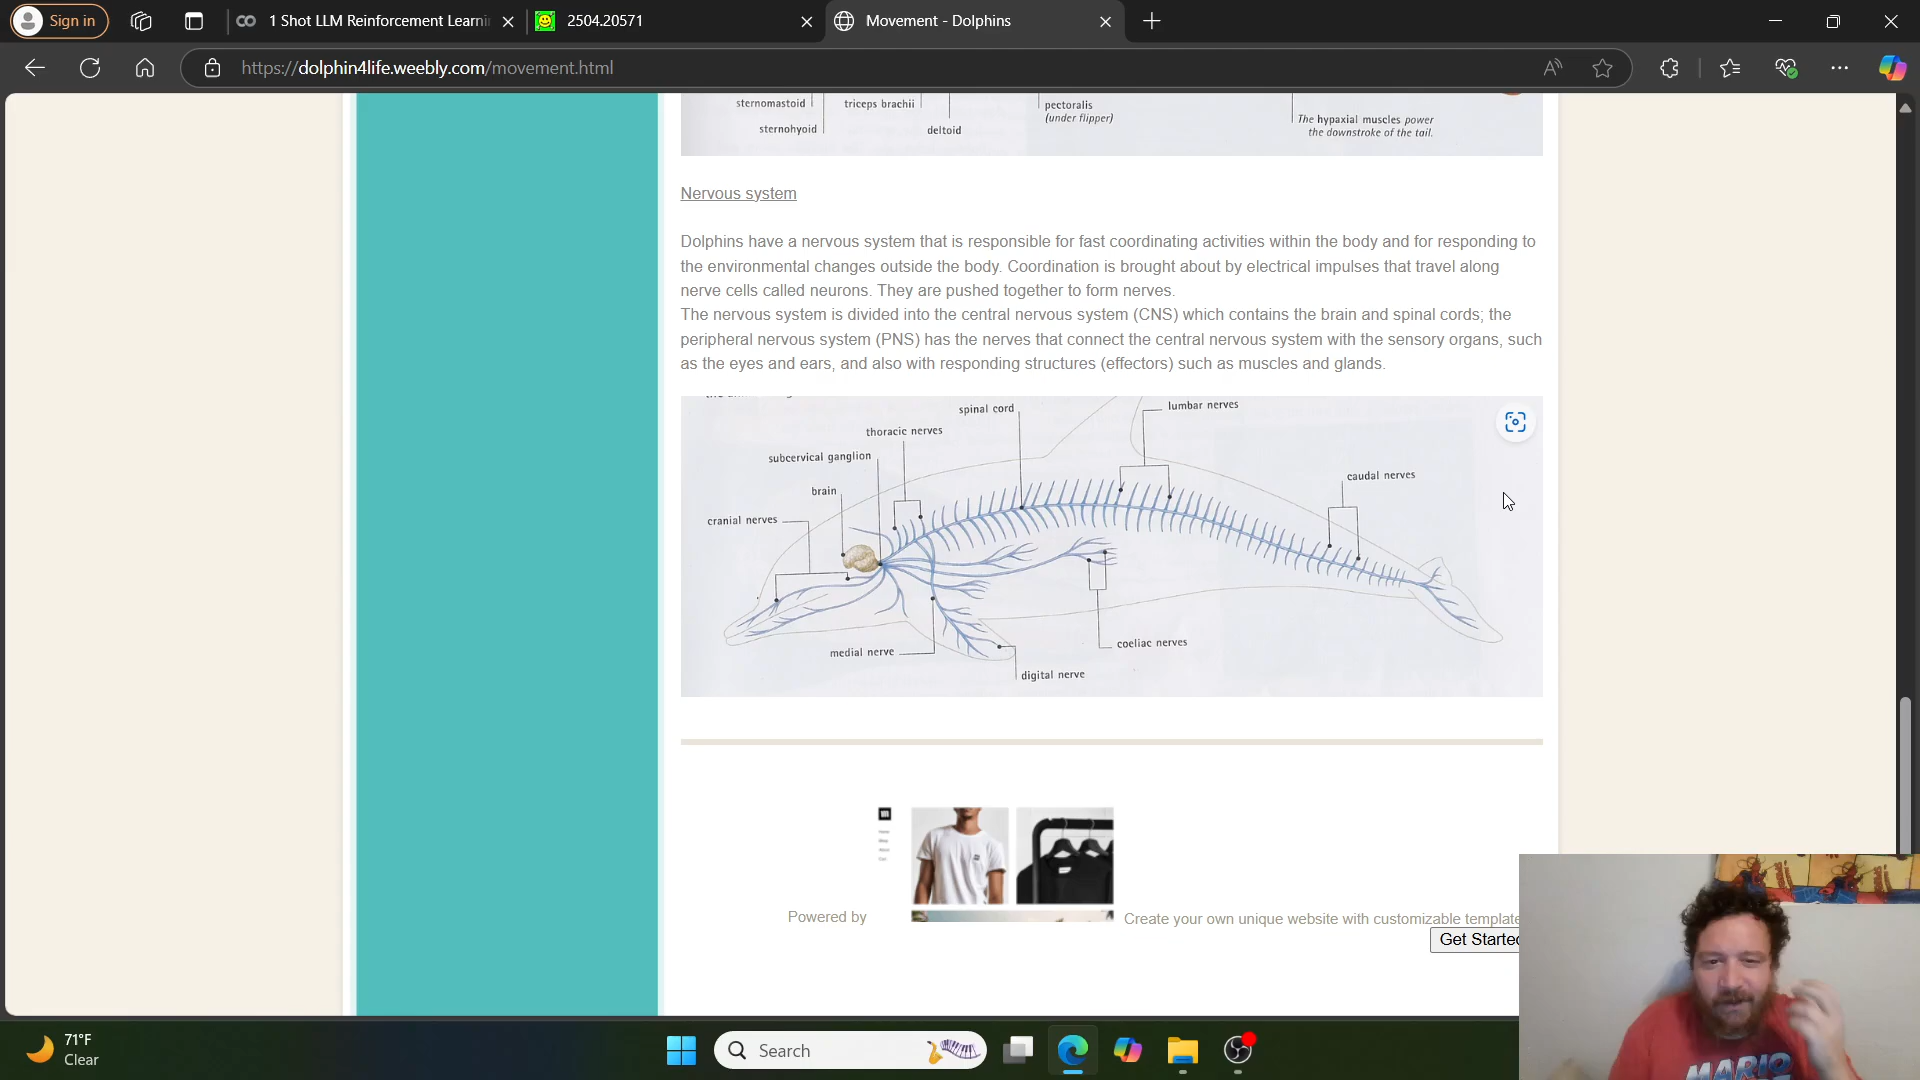 Sign in
1 Shot LLM Reinforcement Learni
2504.20571
Movement - Dolphins
https://dolphin4life.weebly.com/movement.html
sternomastoid
triceps brachii
pectoralis
(under flipper)
sternohyoid
deltoid
The hypaxial muscles power
the downstroke of the tail.
Nervous system
Dolphins have a nervous system that is responsible for fast coordinating activities within the body and for responding to
the environmental changes outside the body. Coordination is brought about by electrical impulses that travel along
nerve cells called neurons. They are pushed together to form nerves.
The nervous system is divided into the central nervous system (CNS) which contains the brain and spinal cords; the
peripheral nervous system (PNS) has the nerves that connect the central nervous system with the sensory organs, such
as the eyes and ears, and also with responding structures (effectors) such as muscles and glands.
spinal cord
lumbar nerves
thoracic nerves
subcervical ganglion
caudal nerves
brain
cranial nerves
coeliac nerves
medial nerve
digital nerve
Powered by
Create your own unique website with customizable template
Get Started
71°F
Clear
Search
MARIO